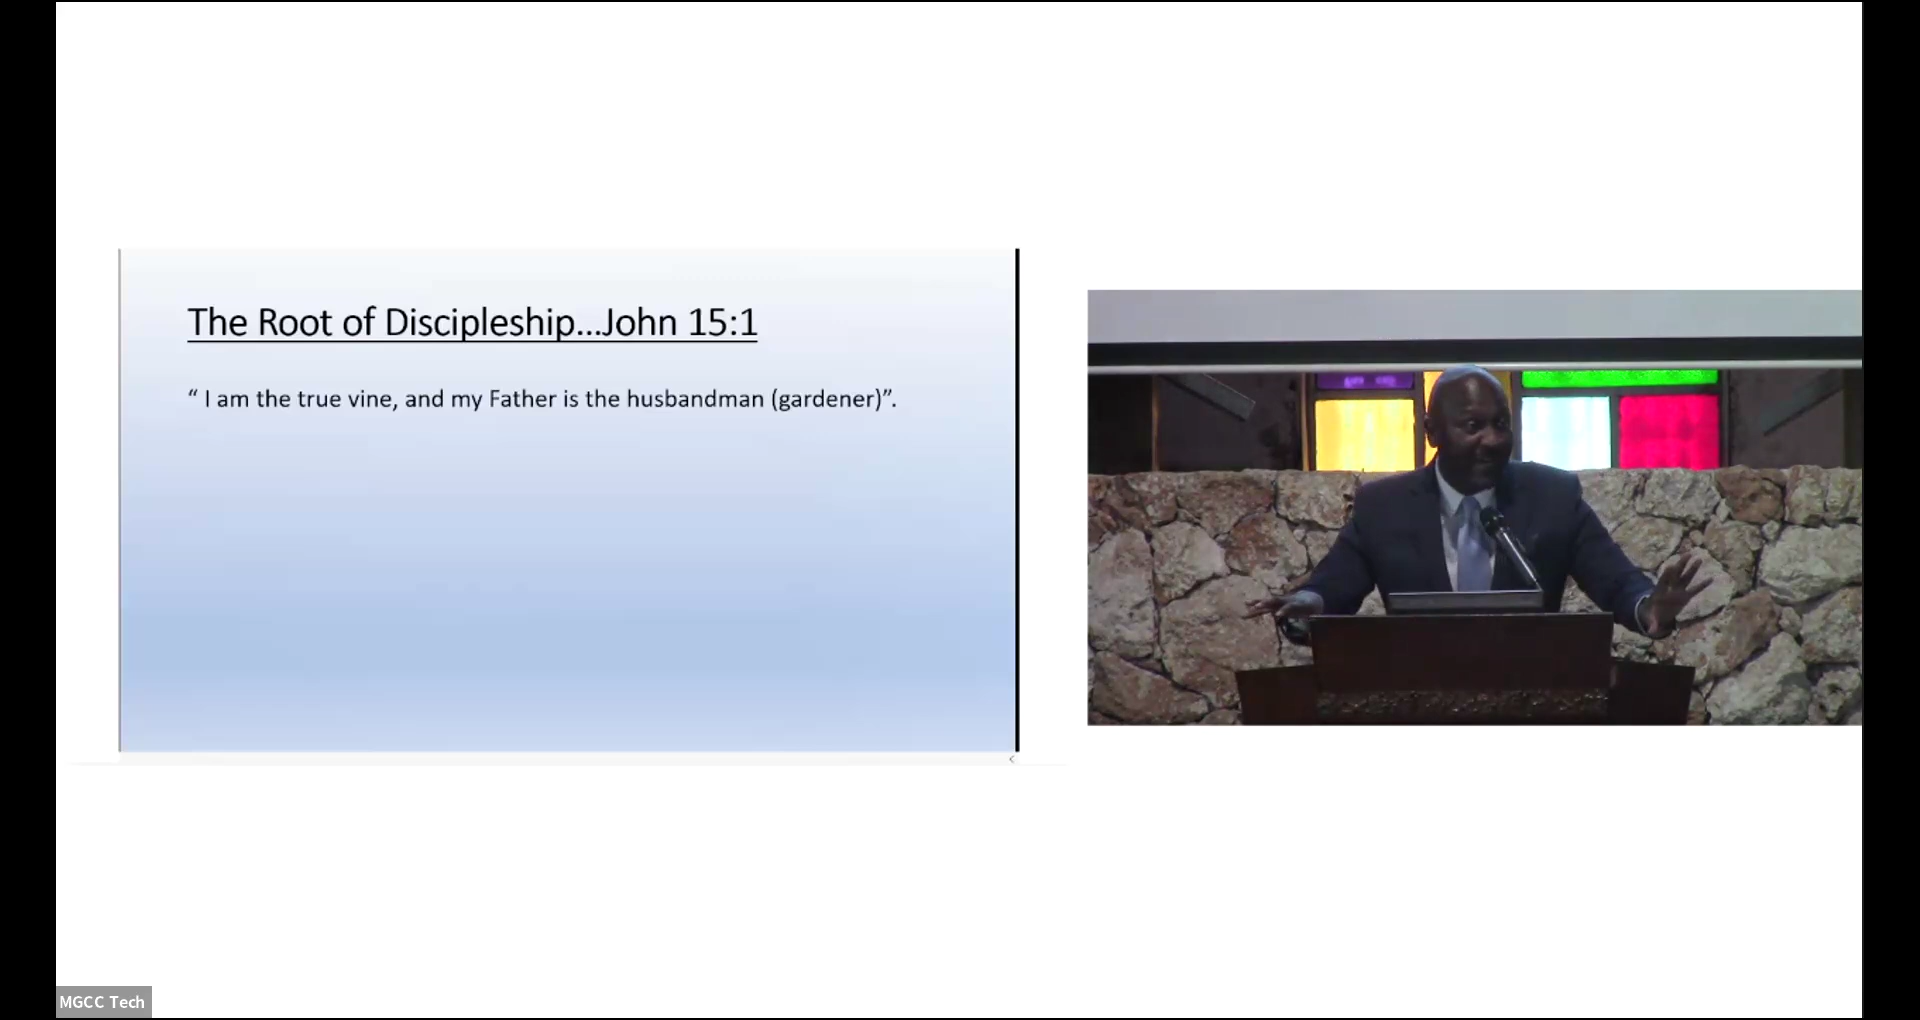 The Root of Discipleship...John 15:1
“ I am the true vine, and my Father is the husbandman (gardener)”.
MGCC Tech